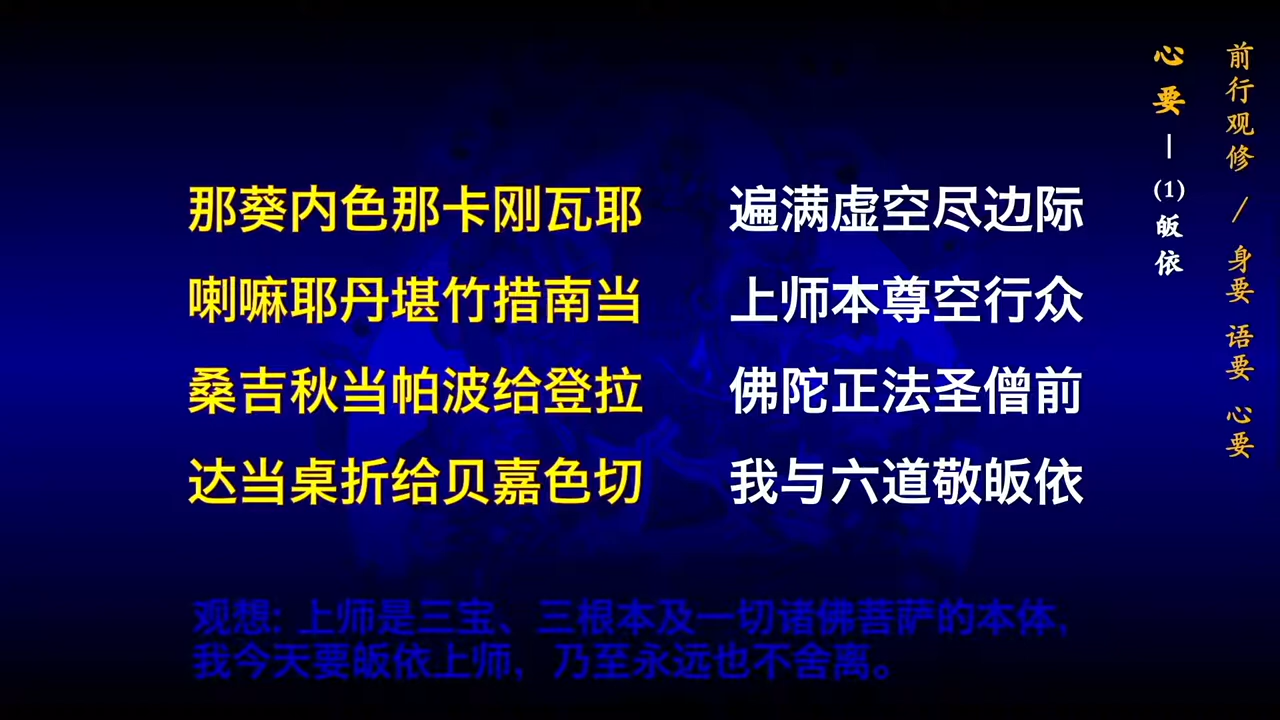 前行观修 / 身要 语要 心要
心要 — (1) 皈依
那葵内色那卡刚瓦耶 遍满虚空尽边际
喇嘛耶丹堪竹措南当 上师本尊空行众
桑吉秋当帕波给登拉 佛陀正法圣僧前
达当桌折给贝嘉色切 我与六道敬皈依
观想: 上师是三宝、三根本及一切诸佛菩萨的本体,
我今天要皈依上师，乃至永远也不舍离。